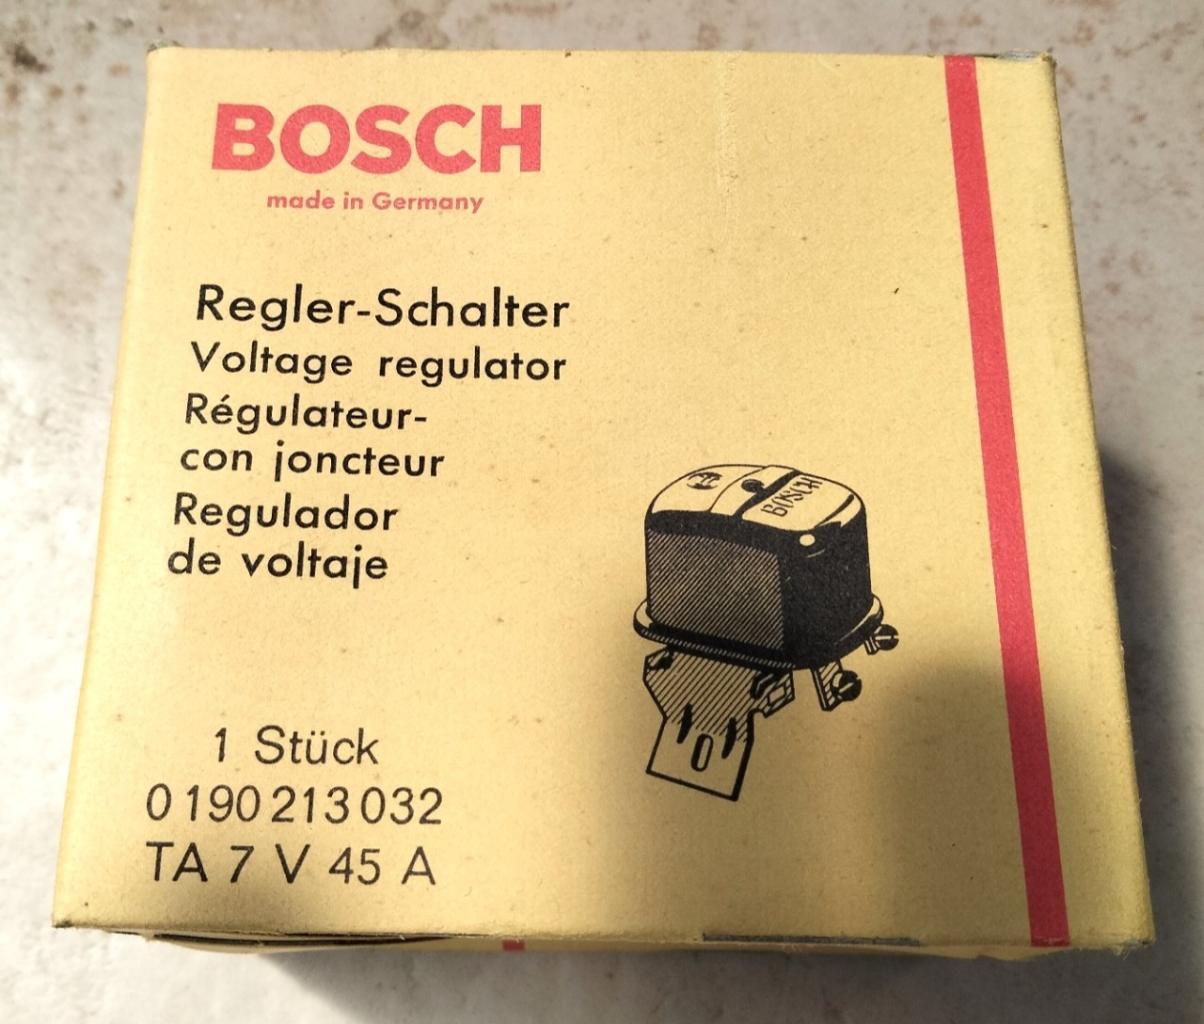 BOSCH
made in Germany
Regler-Schalter
Voltage regulator
Régulateur-
con joncteur
Regulador
de voltaje
BOSCH
1 Stück
0 190 213 032
TA 7 V 45 A